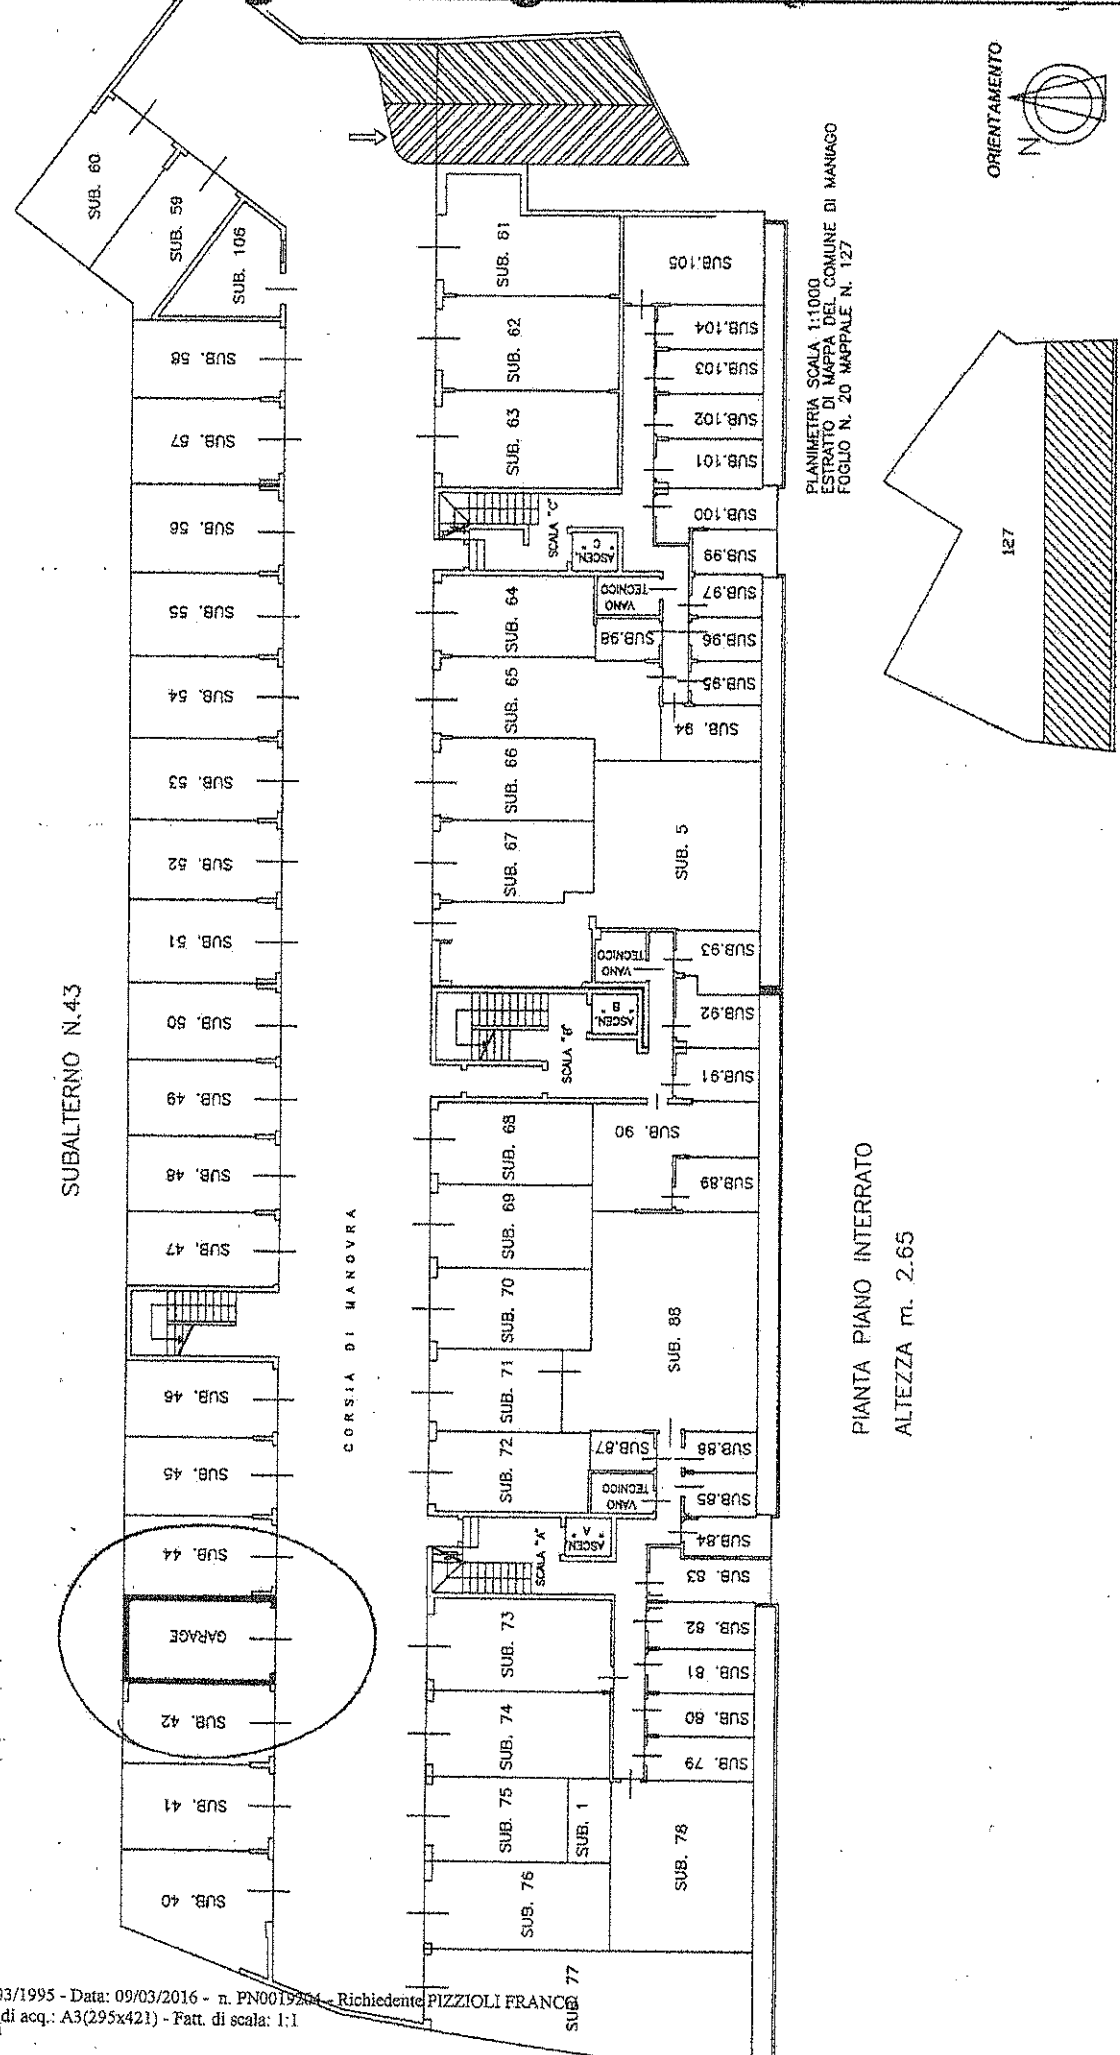 SUBALTERNO N.43
SUB. 60
SUB. 59
SUB. 106
SUB. 58
SUB. 57
SUB. 56
SUB. 55
SUB. 54
SUB. 53
SUB. 52
SUB. 51
SUB. 50
SUB. 49
SUB. 48
SUB. 47
SUB. 46
SUB. 45
SUB. 44
GARAGE
SUB. 42
SUB. 41
SUB. 40
CORSIA DI MANOVRA
SUB. 61
SUB. 62
SUB. 63
SCALA "C"
ASCEN. "C"
SUB. 64
VANO TECNICO
SUB.98
SUB. 65
SUB. 66
SUB. 67
SUB. 5
VANO TECNICO
ASCEN. "B"
SCALA "B"
SUB. 68
SUB. 69
SUB. 70
SUB. 71
SUB. 72
SUB.87
VANO TECNICO
ASCEN. "A"
SCALA "A"
SUB. 73
SUB. 74
SUB. 75
SUB. 1
SUB. 76
SUB. 77
SUB. 78
SUB. 88
SUB. 90
SUB.105
SUB.104
SUB.103
SUB.102
SUB.101
SUB.100
SUB.99
SUB.97
SUB.96
SUB.95
SUB. 94
SUB.93
SUB.92
SUB.91
SUB.89
SUB.85
SUB.84
SUB. 83
SUB. 82
SUB. 81
SUB. 80
SUB. 79
PIANTA PIANO INTERRATO
ALTEZZA m. 2.65
PLANIMETRIA SCALA 1:1000
ESTRATTO DI MAPPA DEL COMUNE DI MANIAGO
FOGLIO N. 20 MAPPALE N. 127
127
ORIENTAMENTO
N
93/1995 - Data: 09/03/2016 - n. PN0019204 - Richiedente PIZZIOLI FRANCO
di acq.: A3(295x421) - Fatt. di scala: 1:1